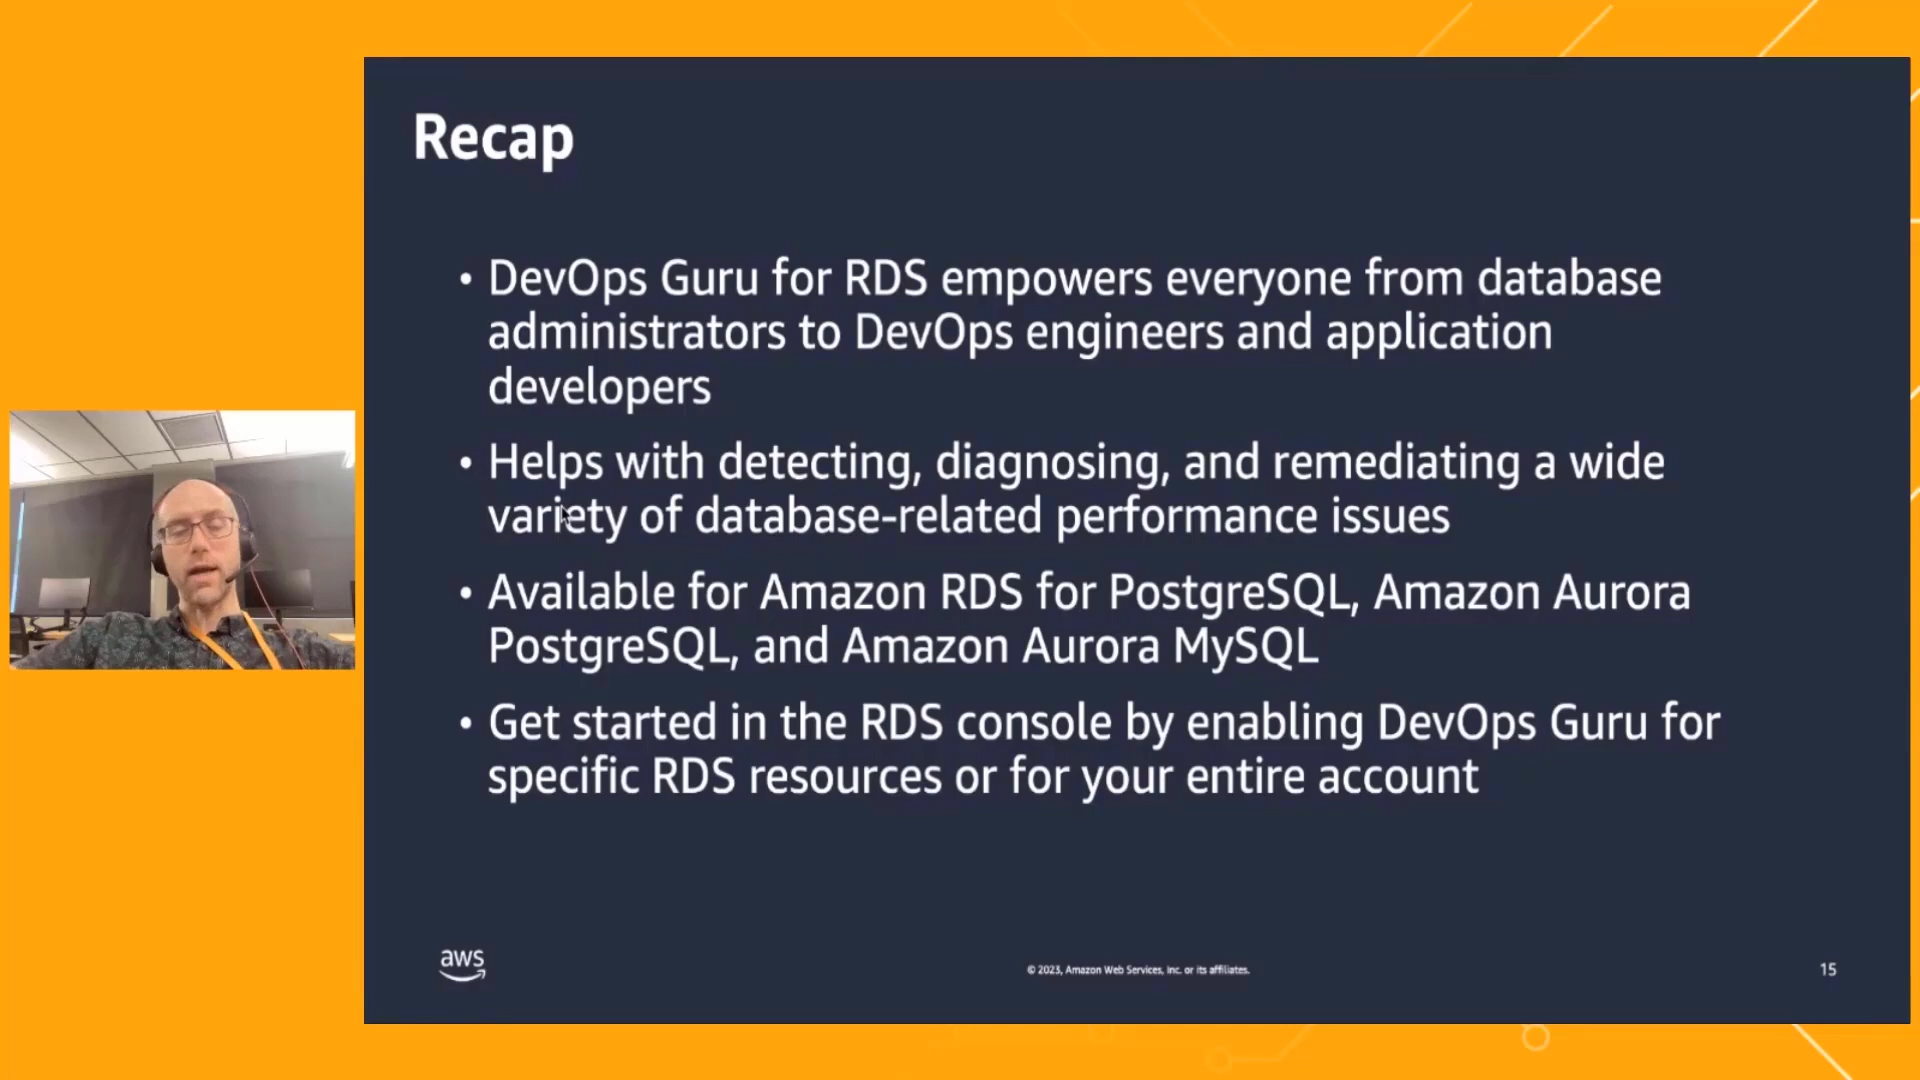 Recap
• DevOps Guru for RDS empowers everyone from database
administrators to DevOps engineers and application
developers
• Helps with detecting, diagnosing, and remediating a wide
variety of database-related performance issues
• Available for Amazon RDS for PostgreSQL, Amazon Aurora
PostgreSQL, and Amazon Aurora MySQL
• Get started in the RDS console by enabling DevOps Guru for
specific RDS resources or for your entire account
aws
© 2023, Amazon Web Services, Inc. or its affiliates.
15